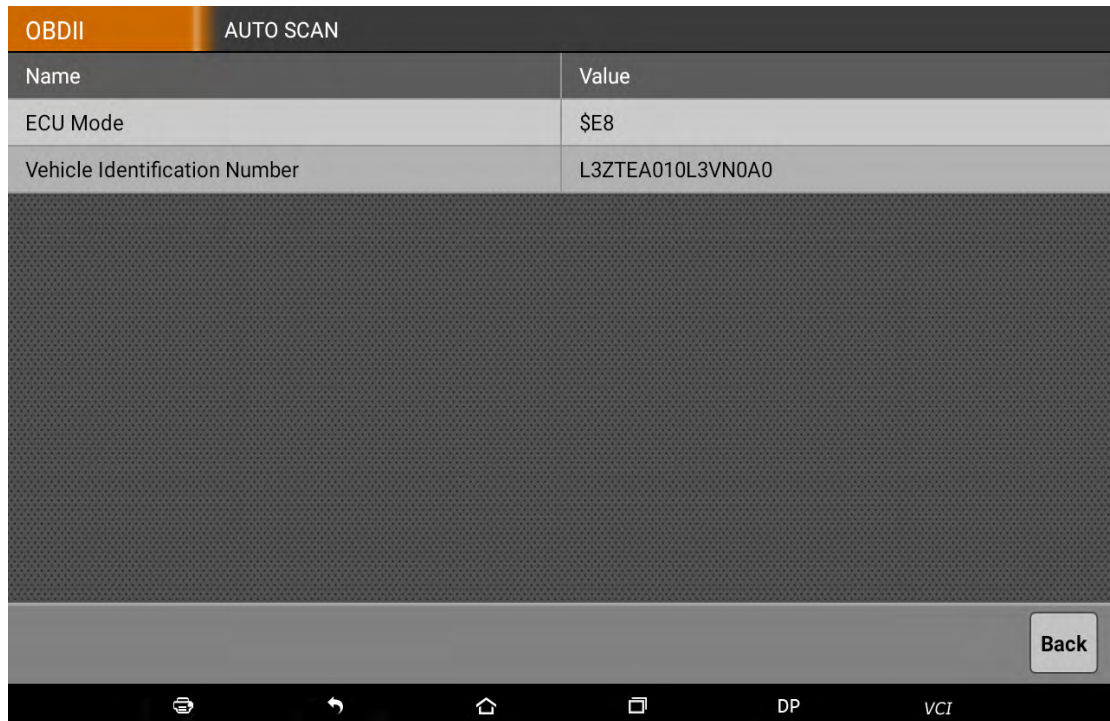 OBDII AUTO SCAN
Name Value
ECU Mode $E8
Vehicle Identification Number L3ZTEA010L3VN0A0
Back
DP VCI